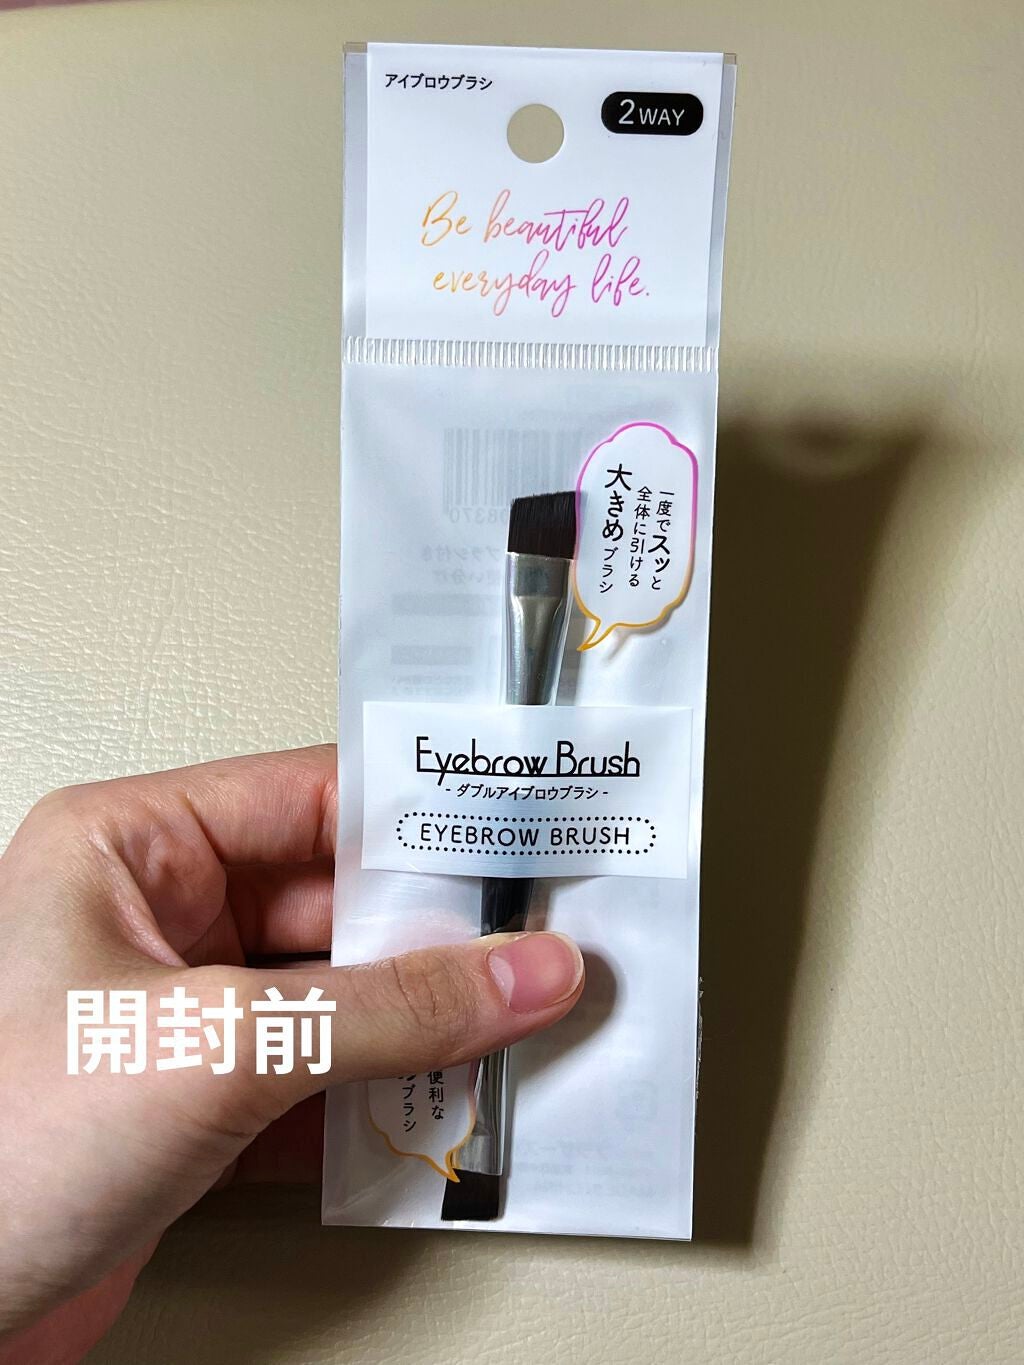 アイブロウブラシ
2WAY
Be beautiful
everyday life.
一度でスッと
全体に引ける
大きめブラシ
Eyebrow Brush
- ダブルアイブロウブラシ -
EYEBROW BRUSH
開封前
便利な
ブラシ